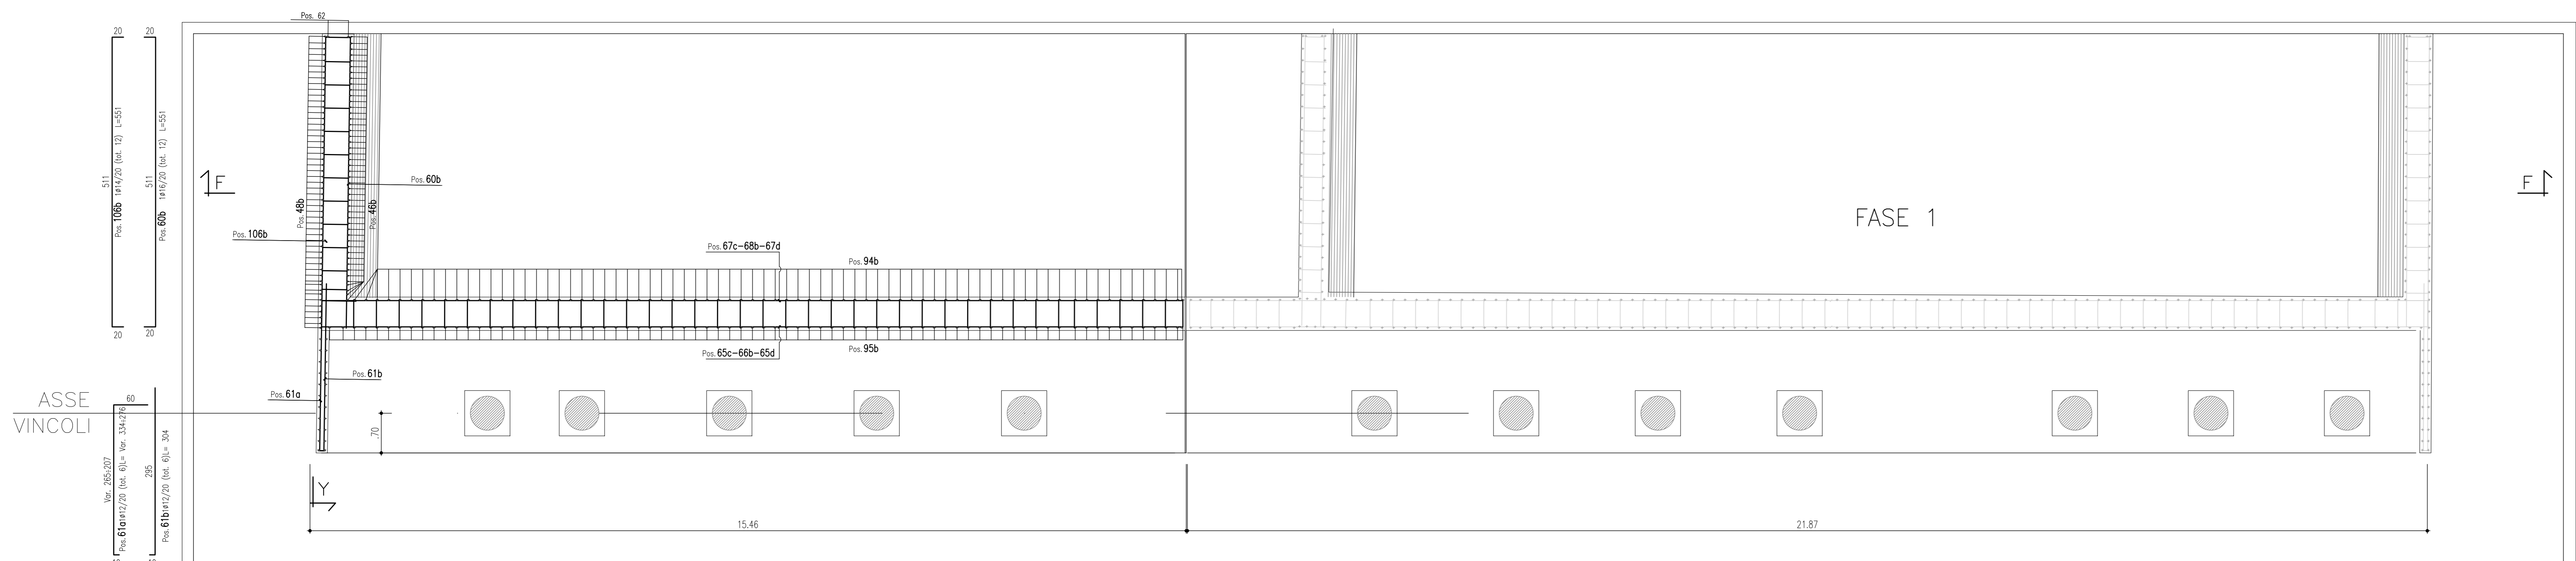 Pos. 62
20
20
511
Pos. 106b 1ø14/20 (tot. 12) L=551
511
Pos. 60b 1ø16/20 (tot. 12) L=551
20
20
F
F
Pos. 48b
Pos. 46b
Pos. 60b
Pos. 106b
FASE 1
Pos. 67c-68b-67d
Pos. 94b
Pos. 65c-66b-65d
Pos. 95b
Pos. 61b
Pos. 61a
ASSE
VINCOLI
.70
60
Var. 265÷207
Pos. 61a 1ø12/20 (tot. 6)L= Var. 334÷276
295
Pos. 61b 1ø12/20 (tot. 6)L= 304
Y
15.46
21.87